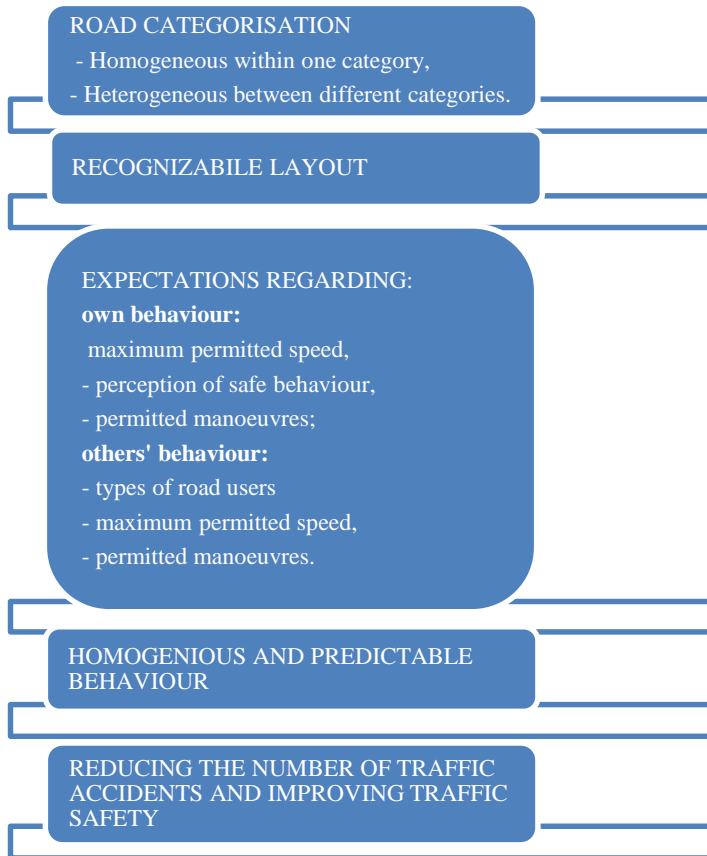 ROAD CATEGORISATION
- Homogeneous within one category,
- Heterogeneous between different categories.
RECOGNIZABILE LAYOUT
EXPECTATIONS REGARDING:
own behaviour:
maximum permitted speed,
- perception of safe behaviour,
- permitted manoeuvres;
others' behaviour:
- types of road users
- maximum permitted speed,
- permitted manoeuvres.
HOMOGENIOUS AND PREDICTABLE
BEHAVIOUR
REDUCING THE NUMBER OF TRAFFIC
ACCIDENTS AND IMPROVING TRAFFIC
SAFETY